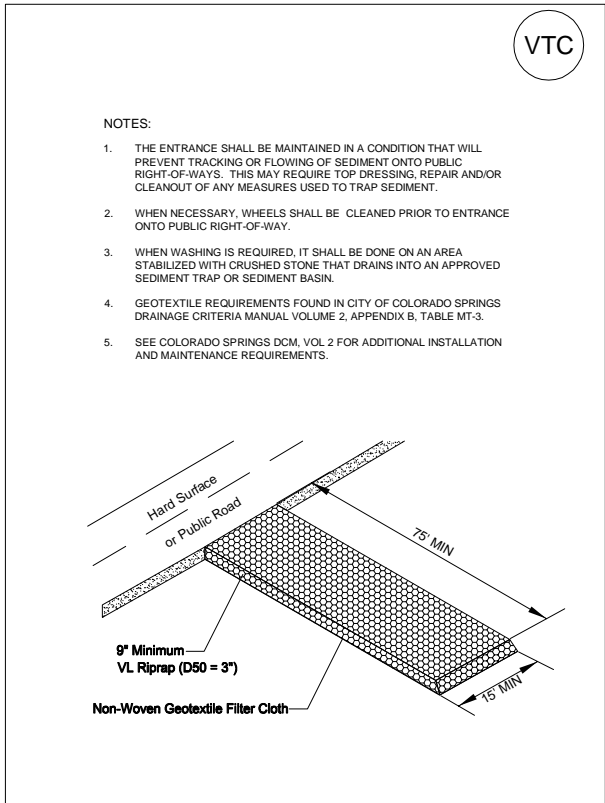 VTC
NOTES:
1. THE ENTRANCE SHALL BE MAINTAINED IN A CONDITION THAT WILL
PREVENT TRACKING OR FLOWING OF SEDIMENT ONTO PUBLIC
RIGHT-OF-WAYS. THIS MAY REQUIRE TOP DRESSING, REPAIR AND/OR
CLEANOUT OF ANY MEASURES USED TO TRAP SEDIMENT.
2. WHEN NECESSARY, WHEELS SHALL BE CLEANED PRIOR TO ENTRANCE
ONTO PUBLIC RIGHT-OF-WAY.
3. WHEN WASHING IS REQUIRED, IT SHALL BE DONE ON AN AREA
STABILIZED WITH CRUSHED STONE THAT DRAINS INTO AN APPROVED
SEDIMENT TRAP OR SEDIMENT BASIN.
4. GEOTEXTILE REQUIREMENTS FOUND IN CITY OF COLORADO SPRINGS
DRAINAGE CRITERIA MANUAL VOLUME 2, APPENDIX B, TABLE MT-3.
5. SEE COLORADO SPRINGS DCM, VOL 2 FOR ADDITIONAL INSTALLATION
AND MAINTENANCE REQUIREMENTS.
Hard Surface
or Public Road
75' MIN
9" Minimum
VL Riprap (D50 = 3")
15' MIN
Non-Woven Geotextile Filter Cloth